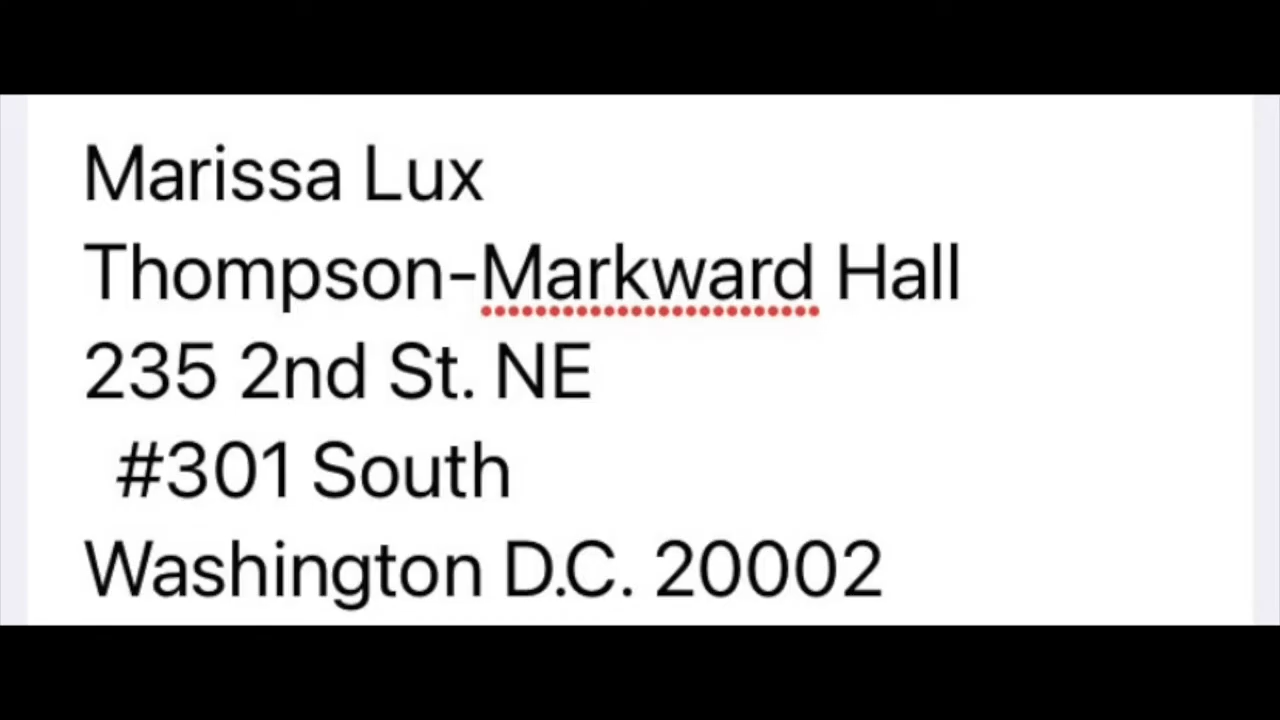 Marissa Lux
Thompson-Markward Hall
235 2nd St. NE
#301 South
Washington D.C. 20002